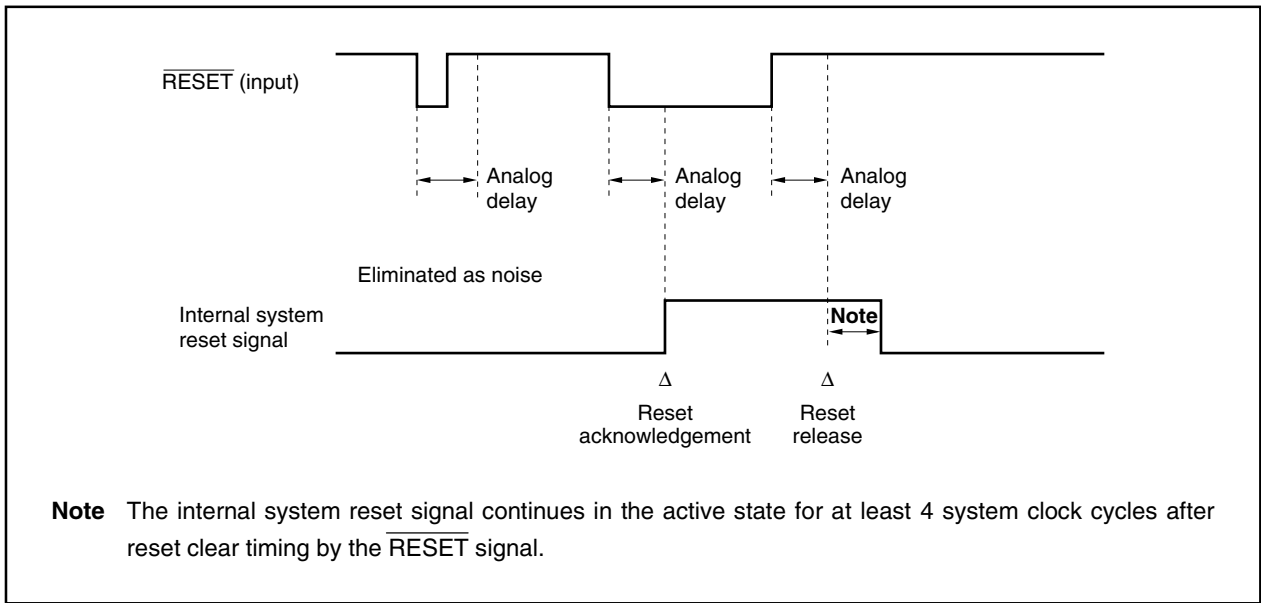 RESET (input)
Analog
delay
Analog
delay
Analog
delay
Eliminated as noise
Internal system
reset signal
Note
Δ
Δ
Reset
acknowledgement
Reset
release
Note The internal system reset signal continues in the active state for at least 4 system clock cycles after
reset clear timing by the RESET signal.